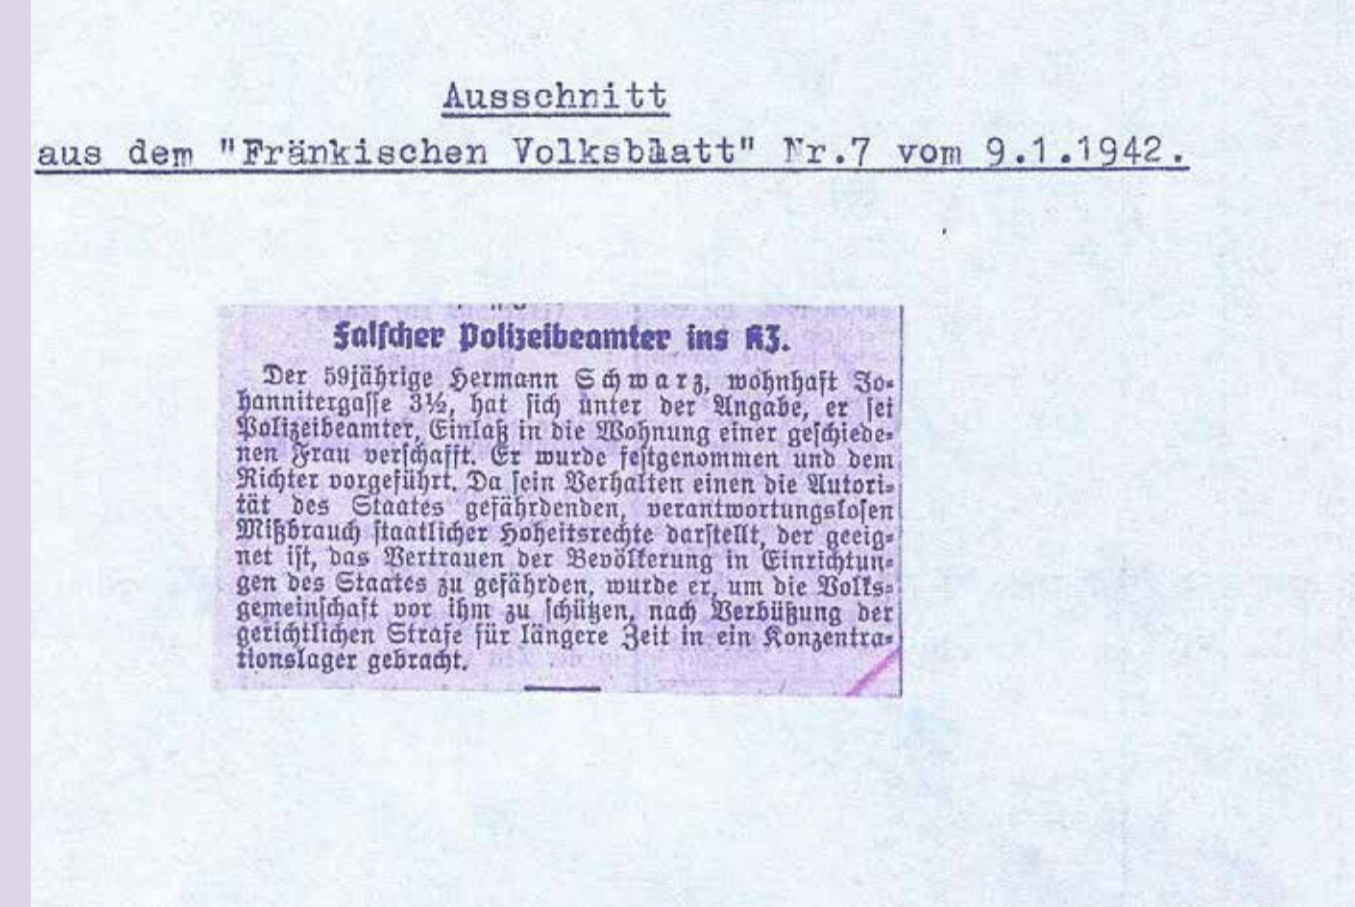 Ausschnitt
aus dem "Fränkischen Volksblatt" Nr.7 vom 9.1.1942.
Falscher Polizeibeamter ins KZ.
Der 59jährige Hermann Schwarz, wohnhaft Jo-
hannitergasse 3½, hat sich unter der Angabe, er sei
Polizeibeamter, Einlaß in die Wohnung einer geschiede-
nen Frau verschafft. Er wurde festgenommen und dem
Richter vorgeführt. Da sein Verhalten einen die Autori-
tät des Staates gefährdenden, verantwortungslosen
Mißbrauch staatlicher Hoheitsrechte darstellt, der geeig-
net ist, das Vertrauen der Bevölkerung in Einrichtun-
gen des Staates zu gefährden, wurde er, um die Volks-
gemeinschaft vor ihm zu schützen, nach Verbüßung der
gerichtlichen Strafe für längere Zeit in ein Konzentra-
tionslager gebracht.